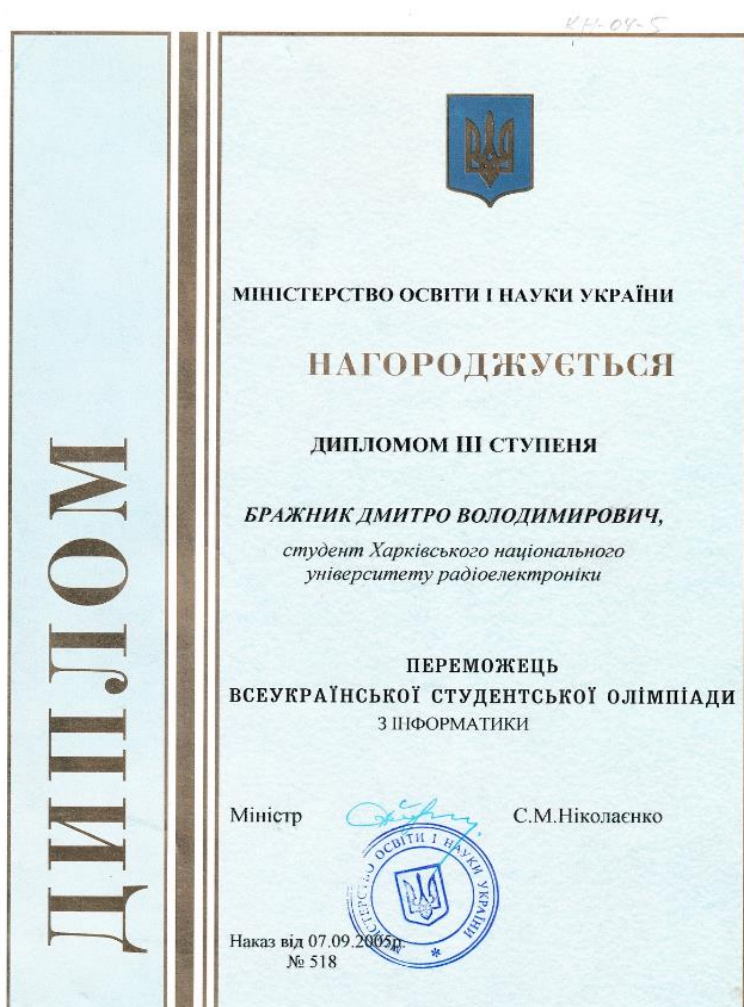 КН-04-5
ДИПЛОМ
МІНІСТЕРСТВО ОСВІТИ І НАУКИ УКРАЇНИ
НАГОРОДЖУЄТЬСЯ
ДИПЛОМОМ III СТУПЕНЯ
БРАЖНИК ДМИТРО ВОЛОДИМИРОВИЧ,
студент Харківського національного
університету радіоелектроніки
ПЕРЕМОЖЕЦЬ
ВСЕУКРАЇНСЬКОЇ СТУДЕНТСЬКОЇ ОЛІМПІАДИ
З ІНФОРМАТИКИ
Міністр С.М.Ніколаєнко
МІНІСТЕРСТВО ОСВІТИ І НАУКИ УКРАЇНИ
Наказ від 07.09.2005р.
№ 518